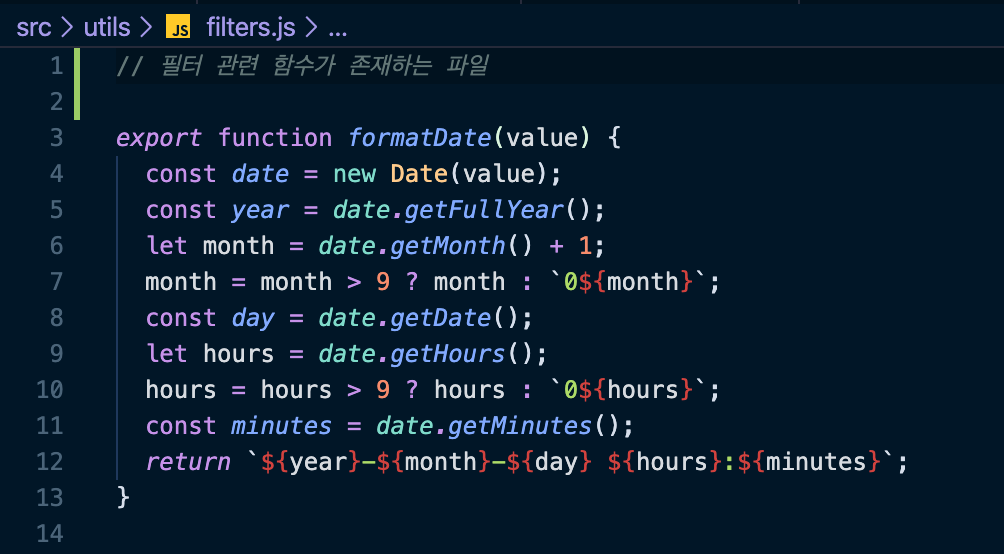 src > utils > JS filters.js > ...
1 // 필터 관련 함수가 존재하는 파일
2
3 export function formatDate(value) {
4   const date = new Date(value);
5   const year = date.getFullYear();
6   let month = date.getMonth() + 1;
7   month = month > 9 ? month : `0${month}`;
8   const day = date.getDate();
9   let hours = date.getHours();
10   hours = hours > 9 ? hours : `0${hours}`;
11   const minutes = date.getMinutes();
12   return `${year}-${month}-${day} ${hours}:${minutes}`;
13 }
14